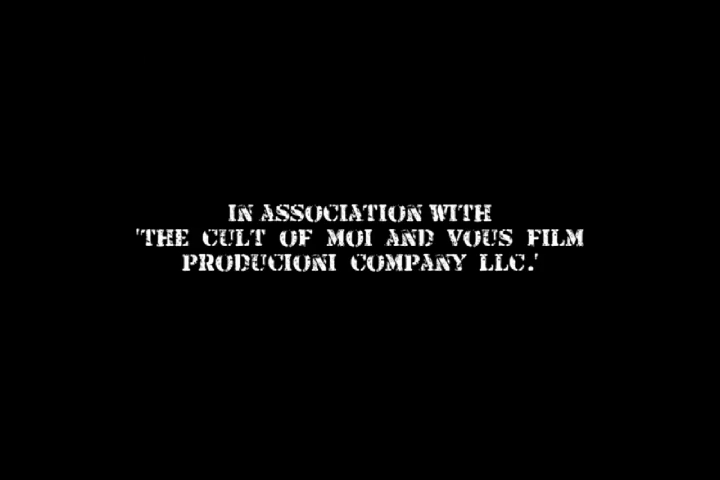 IN ASSOCIATION WITH
'THE CULT OF MOI AND VOUS FILM
PRODUCIONI COMPANY LLC.'